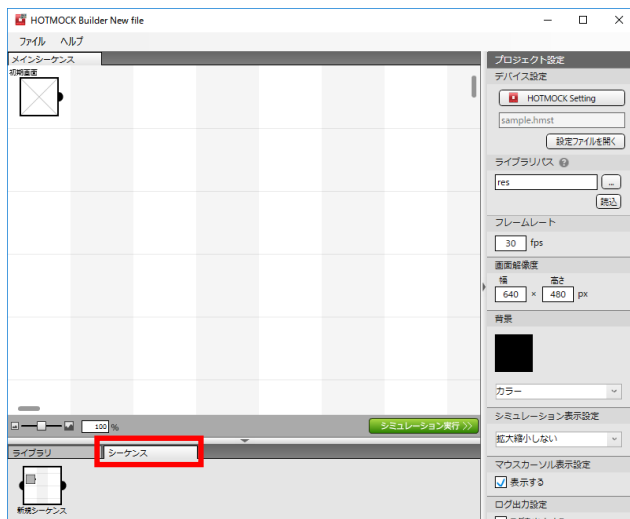 HOTMOCK Builder New file
ファイル ヘルプ
メインシーケンス
初期画面
100 %
シミュレーション実行 >>
ライブラリ
シーケンス
新規シーケンス
プロジェクト設定
デバイス設定
HOTMOCK Setting
sample.hmst
設定ファイルを開く
ライブラリパス ?
res
...
読込
フレームレート
30 fps
画面解像度
幅 高さ
640 × 480 px
背景
カラー
シミュレーション表示設定
拡大縮小しない
マウスカーソル表示設定
表示する
ログ出力設定